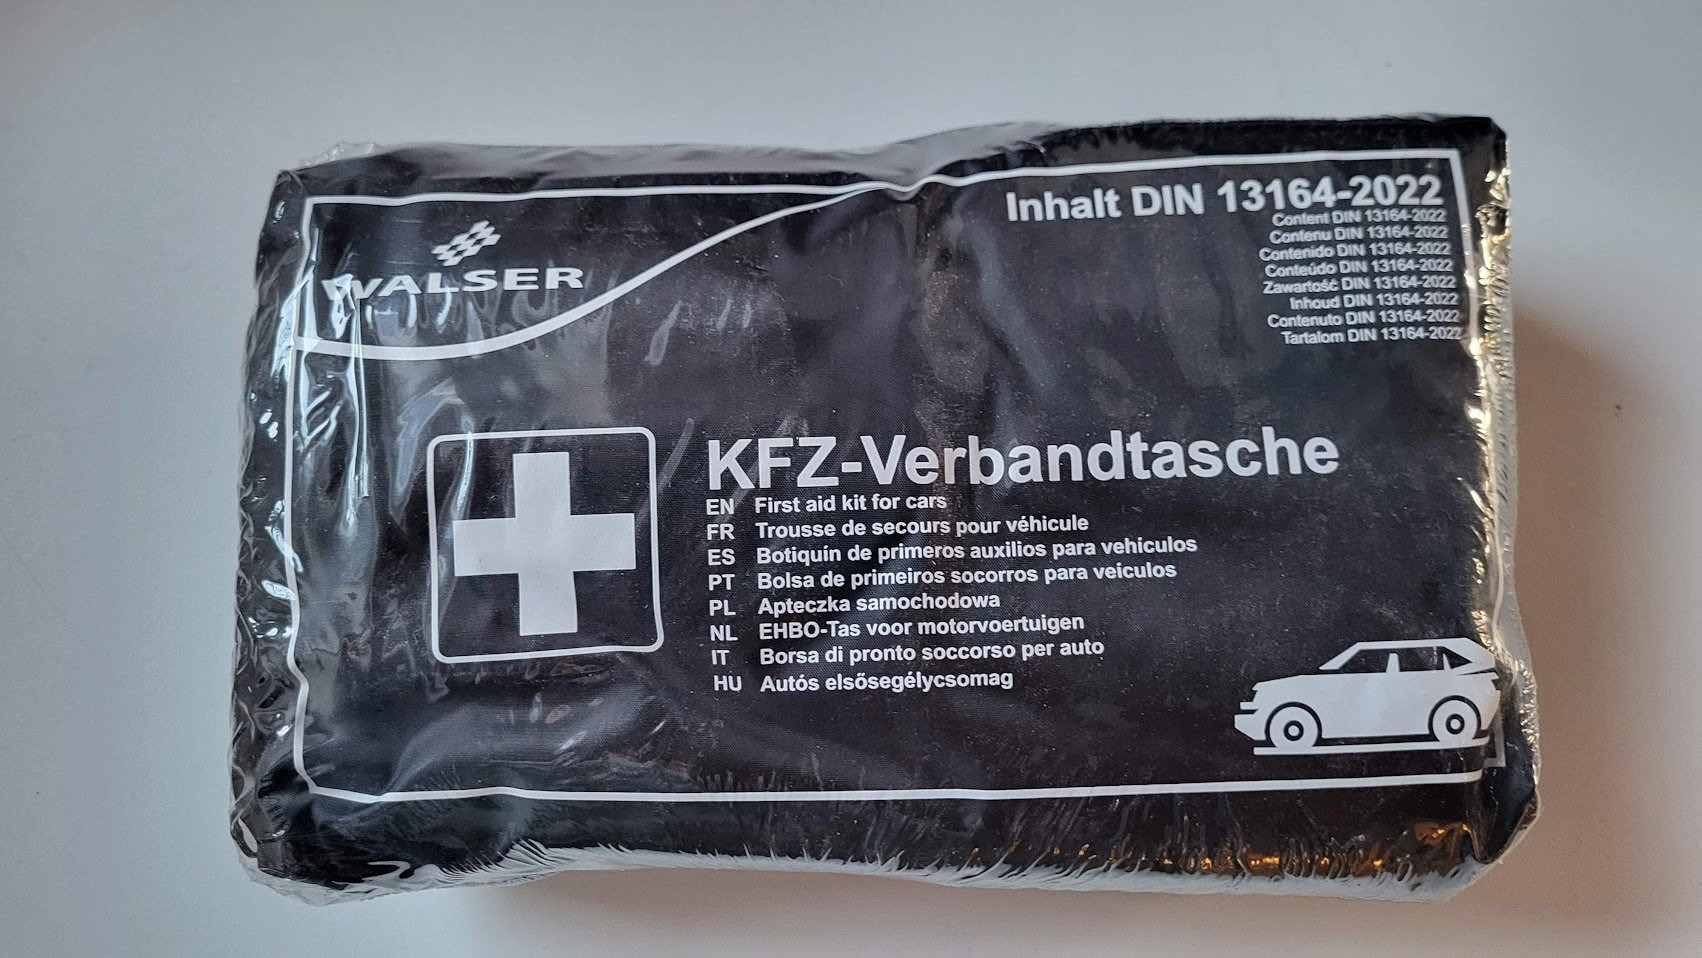 WALSER
Inhalt DIN 13164-2022
Content DIN 13164-2022
Contenu DIN 13164-2022
Contenido DIN 13164-2022
Conteúdo DIN 13164-2022
Zawartość DIN 13164-2022
Inhoud DIN 13164-2022
Contenuto DIN 13164-2022
Tartalom DIN 13164-2022
KFZ-Verbandtasche
EN First aid kit for cars
FR Trousse de secours pour véhicule
ES Botiquin de primeros auxilios para vehiculos
PT Bolsa de primeiros socorros para veiculos
PL Apteczka samochodowa
NL EHBO-Tas voor motorvoertuigen
IT Borsa di pronto soccorso per auto
HU Autós elsősegélycsomag